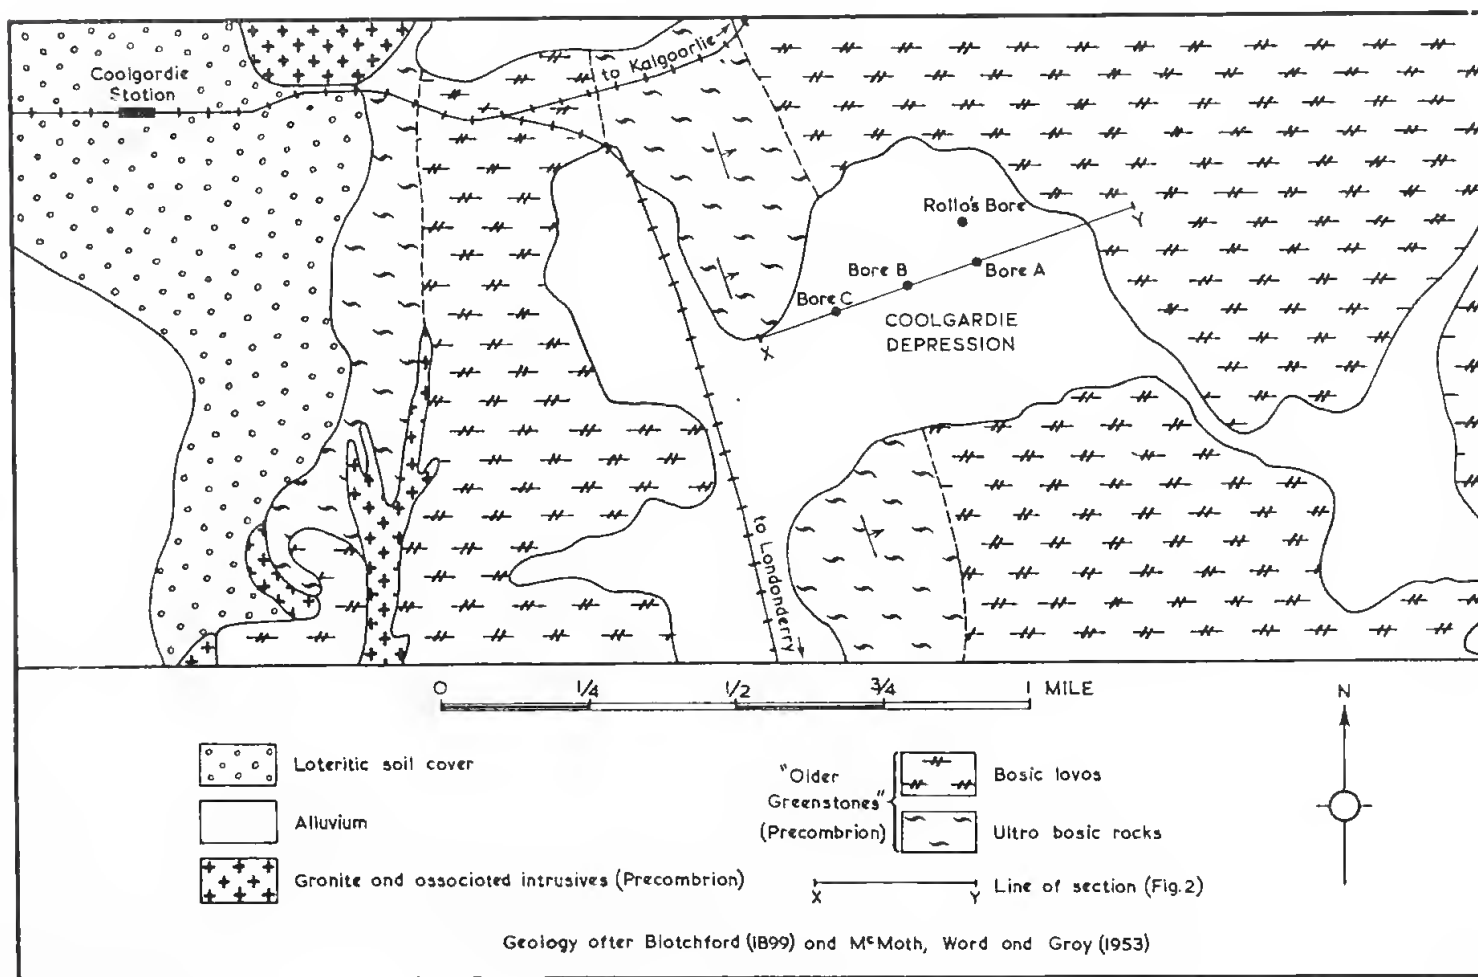 Coolgordie
Station
to Kalgoorlie
Rollo's Bore
Y
Bore B
Bore A
Bore C
COOLGARDIE
DEPRESSION
X
to Londonderry
0 1/4 1/2 3/4 1 MILE
N
Loteritic soil cover
Alluvium
Gronite and ossociated intrusives (Precombrion)
"Older
Greenstones"
(Precombrion)
Bosic lovos
Ultro bosic rocks
X Y Line of section (Fig.2)
Geology ofter Blotchford (1899) ond McMoth, Word ond Groy (1953)